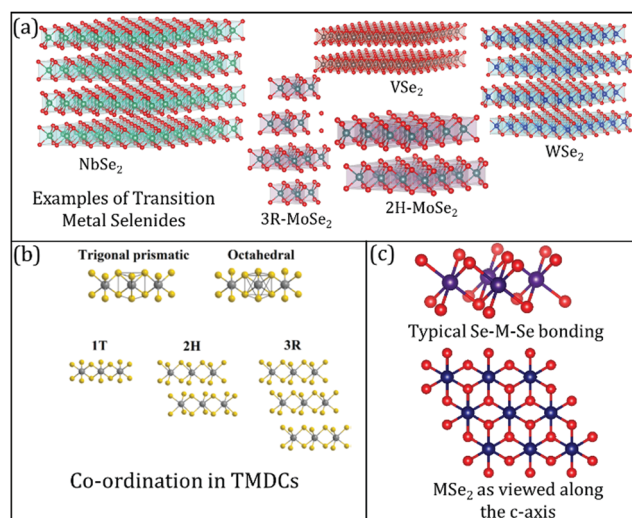 (a)
NbSe2
VSe2
WSe2
Examples of Transition
Metal Selenides
3R-MoSe2
2H-MoSe2
(b)
Trigonal prismatic
Octahedral
1T
2H
3R
Co-ordination in TMDCs
(c)
Typical Se-M-Se bonding
MSe2 as viewed along
the c-axis